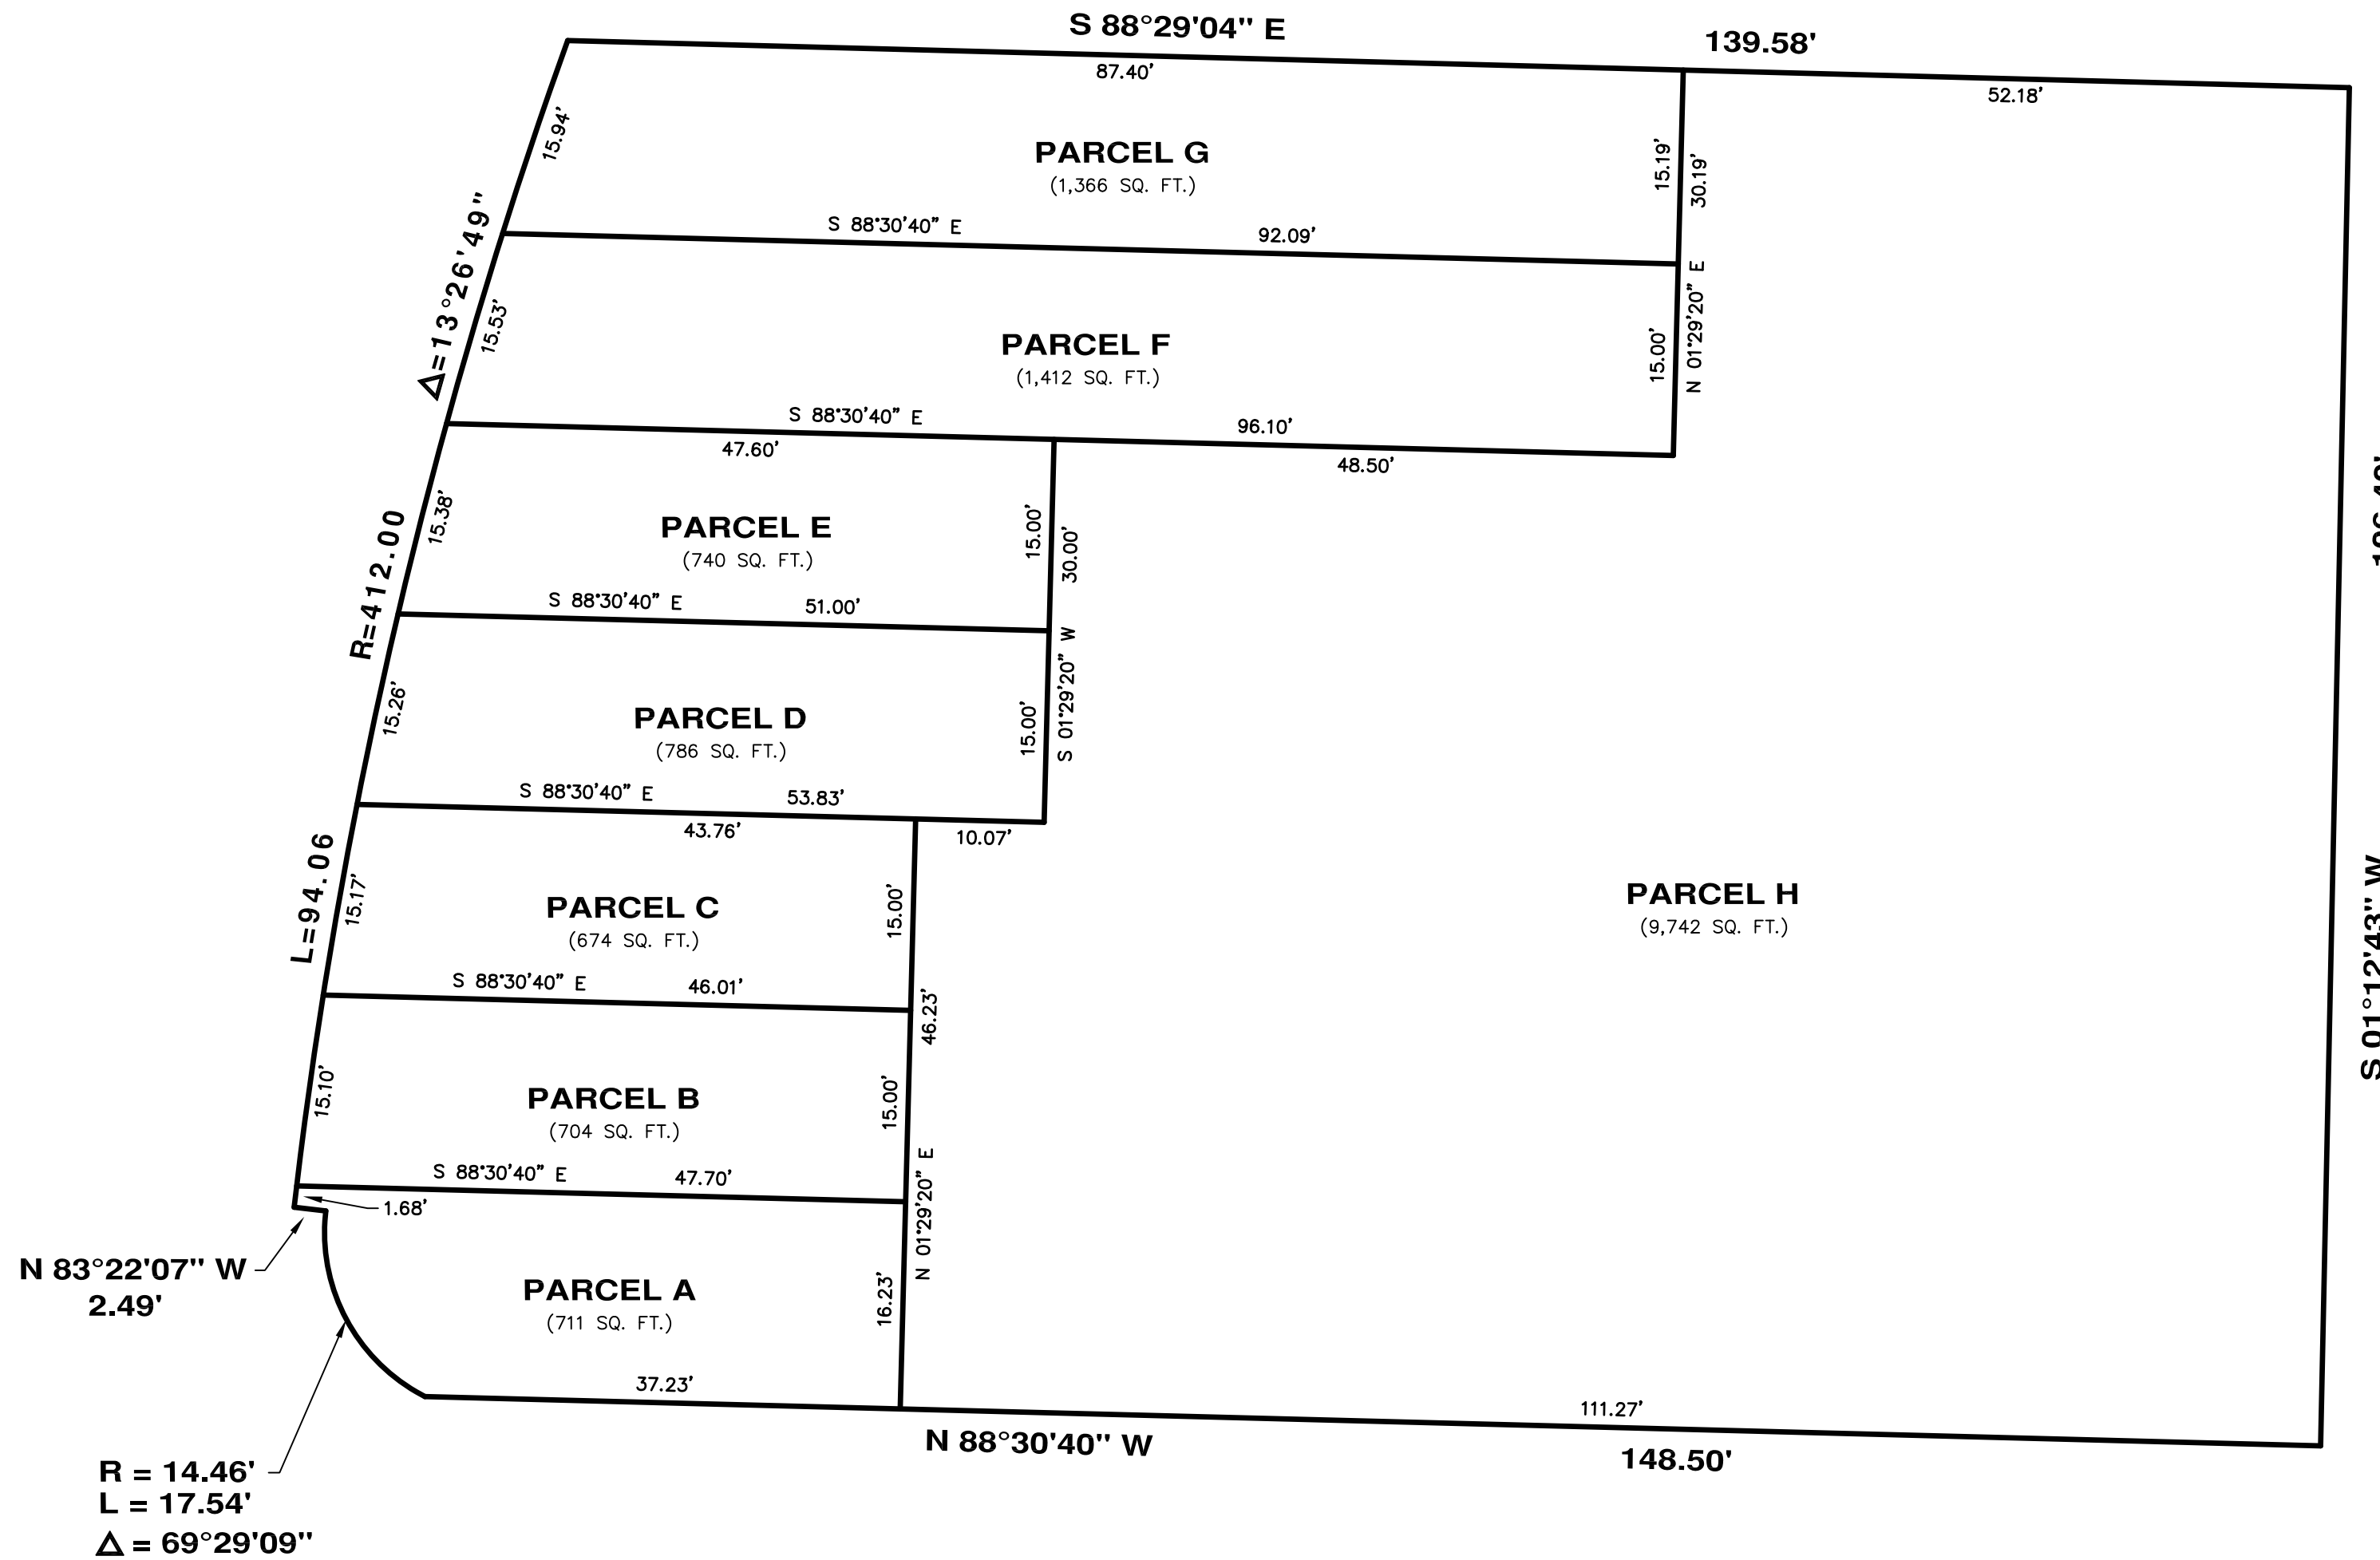 S 88°29'04" E
139.58'
87.40'
52.18'
15.94'
PARCEL G
(1,366 SQ. FT.)
15.19'
30.19'
Δ=13°26'49"
S 88°30'40" E
92.09'
15.53'
PARCEL F
(1,412 SQ. FT.)
15.00'
N 01°29'20" E
S 88°30'40" E
96.10'
47.60'
48.50'
R=412.00
15.38'
PARCEL E
(740 SQ. FT.)
15.00'
30.00'
S 88°30'40" E
51.00'
15.26'
PARCEL D
(786 SQ. FT.)
15.00'
S 01°29'20" W
S 88°30'40" E
53.83'
43.76'
10.07'
L=94.06
15.17'
PARCEL C
(674 SQ. FT.)
15.00'
PARCEL H
(9,742 SQ. FT.)
S 01°12'43" W
S 88°30'40" E
46.01'
46.23'
15.10'
PARCEL B
(704 SQ. FT.)
15.00'
S 88°30'40" E
47.70'
1.68'
N 01°29'20" E
N 83°22'07" W
2.49'
PARCEL A
(711 SQ. FT.)
16.23'
37.23'
111.27'
N 88°30'40" W
148.50'
R = 14.46'
L = 17.54'
Δ = 69°29'09"